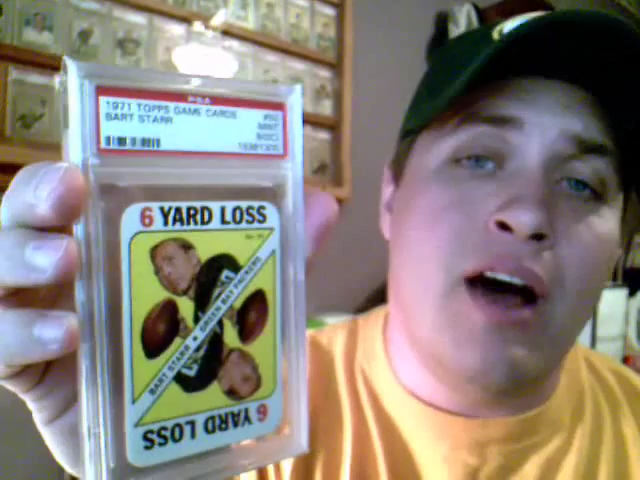 PSA
1971 TOPPS GAME CARDS
BART STARR
MINT
6 YARD LOSS
BART STARR • GREEN BAY PACKERS
6 YARD LOSS